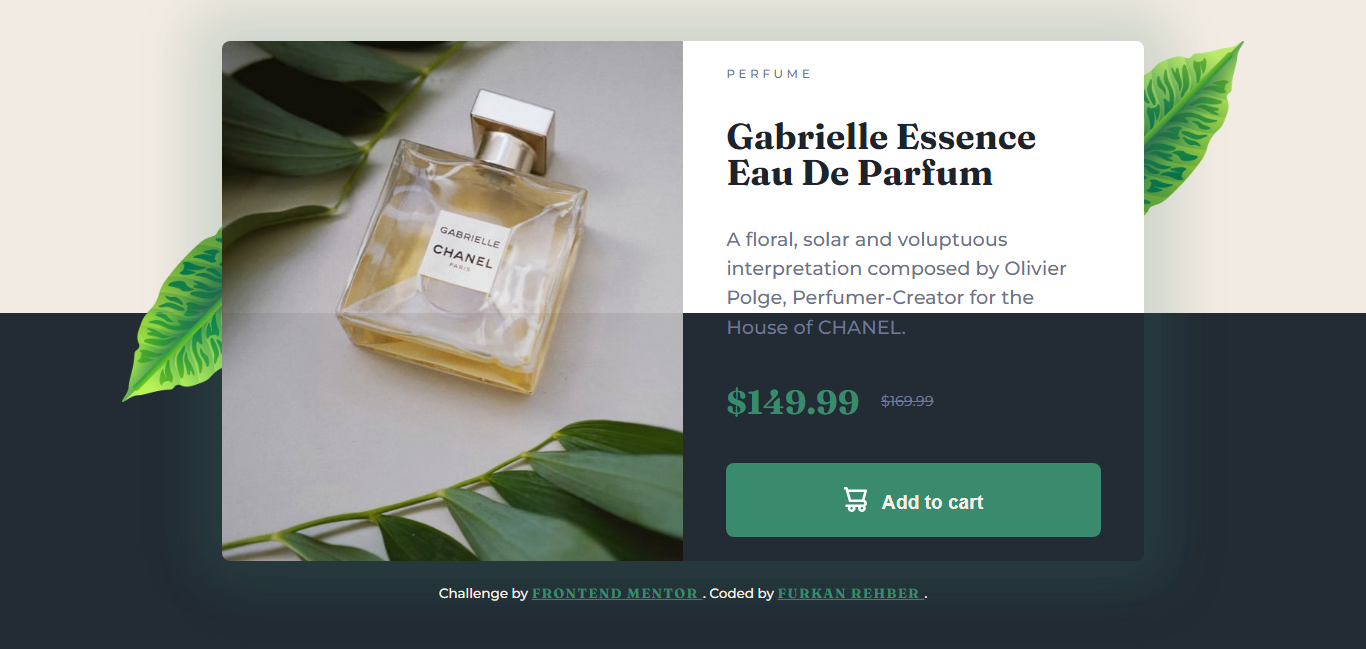 PERFUME
Gabrielle Essence
Eau De Parfum
A floral, solar and voluptuous
interpretation composed by Olivier
Polge, Perfumer-Creator for the
House of CHANEL.
$149.99 $169.99
Add to cart
GABRIELLE
CHANEL
PARIS
Challenge by FRONTEND MENTOR . Coded by FURKAN REHBER .